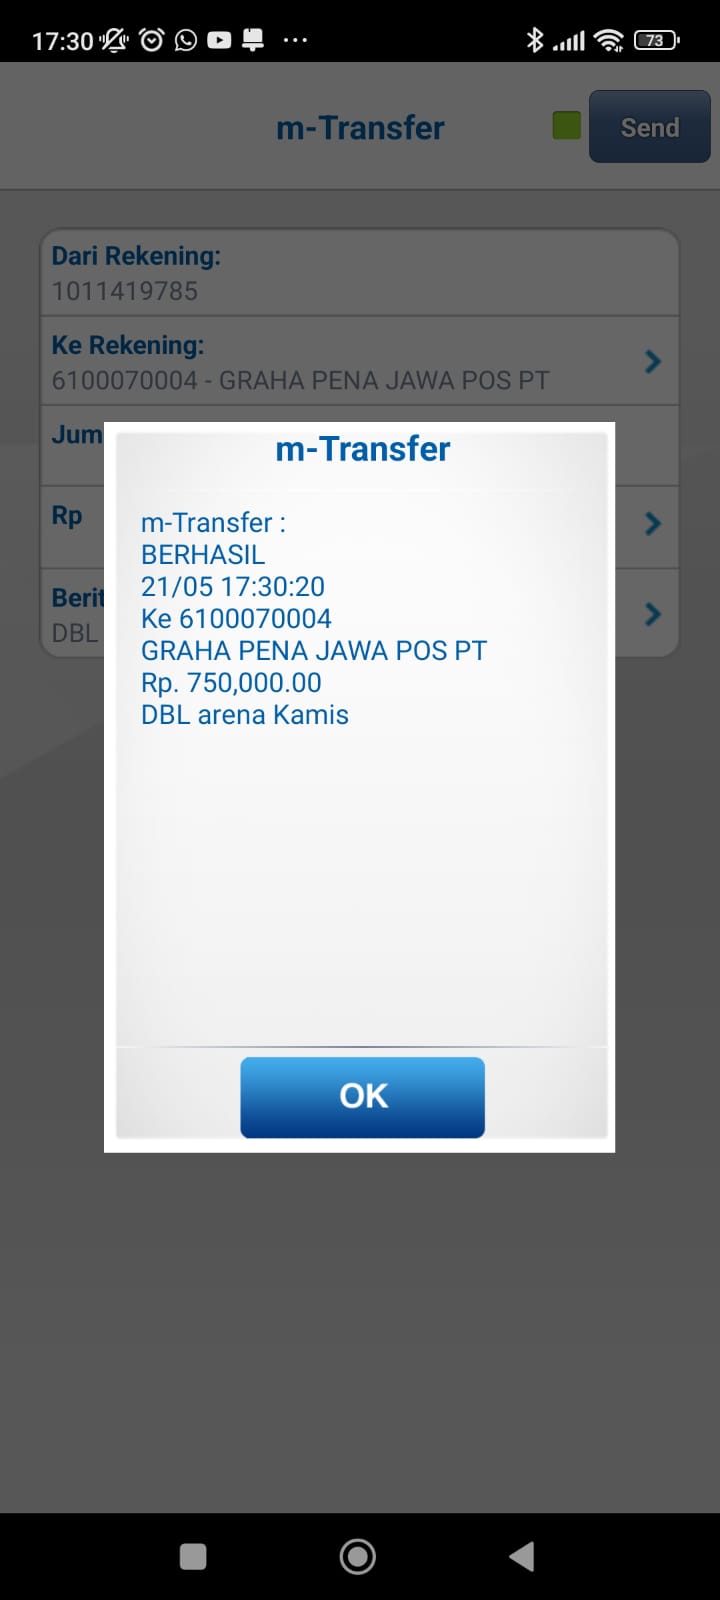 17:30
73
m-Transfer
Send
Dari Rekening:
1011419785
Ke Rekening:
6100070004 - GRAHA PENA JAWA POS PT
Jum
Rp
Berit
DBL
m-Transfer
m-Transfer :
BERHASIL
21/05 17:30:20
Ke 6100070004
GRAHA PENA JAWA POS PT
Rp. 750,000.00
DBL arena Kamis
OK